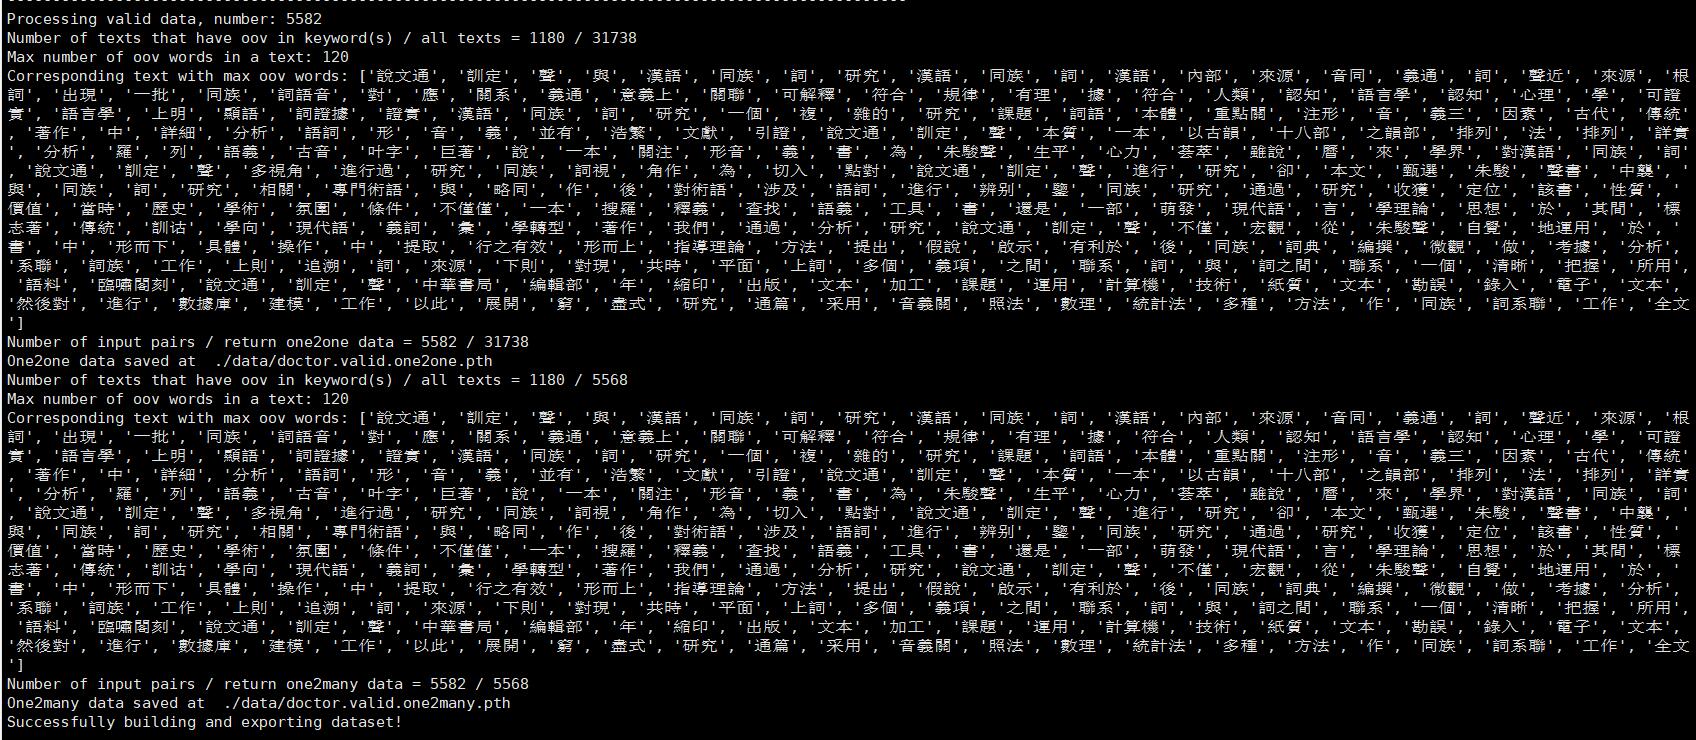 Processing valid data, number: 5582
Number of texts that have oov in keyword(s) / all texts = 1180 / 31738
Max number of oov words in a text: 120
Corresponding text with max oov words: ['說文通', '訓定', '聲', '與', '漢語', '同族', '詞', '研究', '漢語', '同族', '詞', '漢語', '內部', '來源', '音同', '義通', '詞', '聲近', '來源', '根
詞', '出現', '一批', '同族', '詞語音', '對', '應', '關系', '義通', '意義上', '關聯', '可解釋', '符合', '規律', '有理', '據', '符合', '人類', '認知', '語言學', '認知', '心理', '學', '可證
實', '語言學', '上明', '顯語', '詞證據', '證實', '漢語', '同族', '詞', '研究', '一個', '複', '雜的', '研究', '課題', '詞語', '本體', '重點關', '注形', '音', '義三', '因素', '古代', '傳統'
, '著作', '中', '詳細', '分析', '語詞', '形', '音', '義', '並有', '浩繁', '文獻', '引證', '說文通', '訓定', '聲', '本質', '一本', '以古韻', '十八部', '之韻部', '排列', '法', '排列', '詳實'
, '分析', '羅', '列', '語義', '古音', '叶字', '巨著', '說', '一本', '關注', '形音', '義', '書', '為', '朱駿聲', '生平', '心力', '荟萃', '雖說', '曆', '來', '學界', '對漢語', '同族', '詞'
, '說文通', '訓定', '聲', '多視角', '進行過', '研究', '同族', '詞視', '角作', '為', '切入', '點對', '說文通', '訓定', '聲', '進行', '研究', '卻', '本文', '甄選', '朱駿', '聲書', '中襲', '
與', '同族', '詞', '研究', '相關', '專門術語', '與', '略同', '作', '後', '對術語', '涉及', '語詞', '進行', '辨别', '鑒', '同族', '研究', '通過', '研究', '收獲', '定位', '該書', '性質', '
價值', '當時', '歷史', '學術', '氛圍', '條件', '不僅僅', '一本', '搜羅', '釋義', '查找', '語義', '工具', '書', '還是', '一部', '萌發', '現代語', '言', '學理論', '思想', '於', '其間', '標
志著', '傳統', '訓诂', '學向', '現代語', '義詞', '彙', '學轉型', '著作', '我們', '通過', '分析', '研究', '說文通', '訓定', '聲', '不僅', '宏觀', '從', '朱駿聲', '自覺', '地運用', '於', '
書', '中', '形而下', '具體', '操作', '中', '提取', '行之有效', '形而上', '指導理論', '方法', '提出', '假說', '啟示', '有利於', '後', '同族', '詞典', '編撰', '微觀', '做', '考據', '分析',
'系聯', '詞族', '工作', '上則', '追溯', '詞', '來源', '下則', '對現', '共時', '平面', '上詞', '多個', '義項', '之間', '聯系', '詞', '與', '詞之間', '聯系', '一個', '清晰', '把握', '所用'
, '語料', '臨嘯閣刻', '說文通', '訓定', '聲', '中華書局', '編輯部', '年', '縮印', '出版', '文本', '加工', '課題', '運用', '計算機', '技術', '紙質', '文本', '勘誤', '錄入', '電子', '文本',
'然後對', '進行', '數據庫', '建模', '工作', '以此', '展開', '窮', '盡式', '研究', '通篇', '采用', '音義關', '照法', '數理', '統計法', '多種', '方法', '作', '同族', '詞系聯', '工作', '全文
']
Number of input pairs / return one2one data = 5582 / 31738
One2one data saved at  ./data/doctor.valid.one2one.pth
Number of texts that have oov in keyword(s) / all texts = 1180 / 5568
Max number of oov words in a text: 120
Corresponding text with max oov words: ['說文通', '訓定', '聲', '與', '漢語', '同族', '詞', '研究', '漢語', '同族', '詞', '漢語', '內部', '來源', '音同', '義通', '詞', '聲近', '來源', '根
詞', '出現', '一批', '同族', '詞語音', '對', '應', '關系', '義通', '意義上', '關聯', '可解釋', '符合', '規律', '有理', '據', '符合', '人類', '認知', '語言學', '認知', '心理', '學', '可證
實', '語言學', '上明', '顯語', '詞證據', '證實', '漢語', '同族', '詞', '研究', '一個', '複', '雜的', '研究', '課題', '詞語', '本體', '重點關', '注形', '音', '義三', '因素', '古代', '傳統'
, '著作', '中', '詳細', '分析', '語詞', '形', '音', '義', '並有', '浩繁', '文獻', '引證', '說文通', '訓定', '聲', '本質', '一本', '以古韻', '十八部', '之韻部', '排列', '法', '排列', '詳實'
, '分析', '羅', '列', '語義', '古音', '叶字', '巨著', '說', '一本', '關注', '形音', '義', '書', '為', '朱駿聲', '生平', '心力', '荟萃', '雖說', '曆', '來', '學界', '對漢語', '同族', '詞'
, '說文通', '訓定', '聲', '多視角', '進行過', '研究', '同族', '詞視', '角作', '為', '切入', '點對', '說文通', '訓定', '聲', '進行', '研究', '卻', '本文', '甄選', '朱駿', '聲書', '中襲', '
與', '同族', '詞', '研究', '相關', '專門術語', '與', '略同', '作', '後', '對術語', '涉及', '語詞', '進行', '辨别', '鑒', '同族', '研究', '通過', '研究', '收獲', '定位', '該書', '性質', '
價值', '當時', '歷史', '學術', '氛圍', '條件', '不僅僅', '一本', '搜羅', '釋義', '查找', '語義', '工具', '書', '還是', '一部', '萌發', '現代語', '言', '學理論', '思想', '於', '其間', '標
志著', '傳統', '訓诂', '學向', '現代語', '義詞', '彙', '學轉型', '著作', '我們', '通過', '分析', '研究', '說文通', '訓定', '聲', '不僅', '宏觀', '從', '朱駿聲', '自覺', '地運用', '於', '
書', '中', '形而下', '具體', '操作', '中', '提取', '行之有效', '形而上', '指導理論', '方法', '提出', '假說', '啟示', '有利於', '後', '同族', '詞典', '編撰', '微觀', '做', '考據', '分析',
'系聯', '詞族', '工作', '上則', '追溯', '詞', '來源', '下則', '對現', '共時', '平面', '上詞', '多個', '義項', '之間', '聯系', '詞', '與', '詞之間', '聯系', '一個', '清晰', '把握', '所用'
, '語料', '臨嘯閣刻', '說文通', '訓定', '聲', '中華書局', '編輯部', '年', '縮印', '出版', '文本', '加工', '課題', '運用', '計算機', '技術', '紙質', '文本', '勘誤', '錄入', '電子', '文本',
'然後對', '進行', '數據庫', '建模', '工作', '以此', '展開', '窮', '盡式', '研究', '通篇', '采用', '音義關', '照法', '數理', '統計法', '多種', '方法', '作', '同族', '詞系聯', '工作', '全文
']
Number of input pairs / return one2many data = 5582 / 5568
One2many data saved at  ./data/doctor.valid.one2many.pth
Successfully building and exporting dataset!